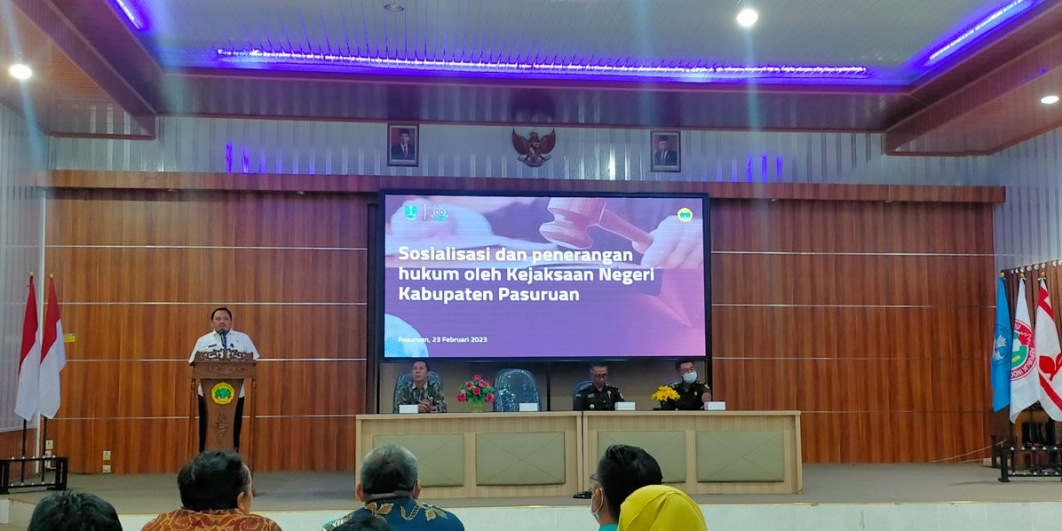 Sosialisasi dan penerangan
hukum oleh Kejaksaan Negeri
Kabupaten Pasuruan
Pasuruan, 23 Februari 2023